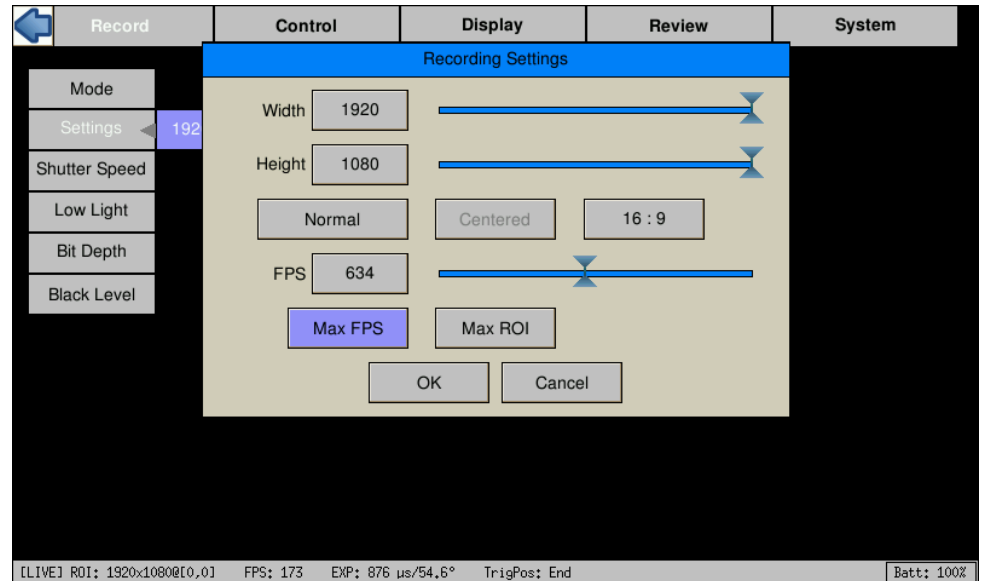 Record Control Display Review System
Recording Settings
Mode
Settings 192
Shutter Speed
Low Light
Bit Depth
Black Level
Width 1920
Height 1080
Normal Centered 16 : 9
FPS 634
Max FPS Max ROI
OK Cancel
[LIVE] ROI: 1920x1080@[0,0] FPS: 173 EXP: 876 µs/54.6° TrigPos: End Batt: 100%